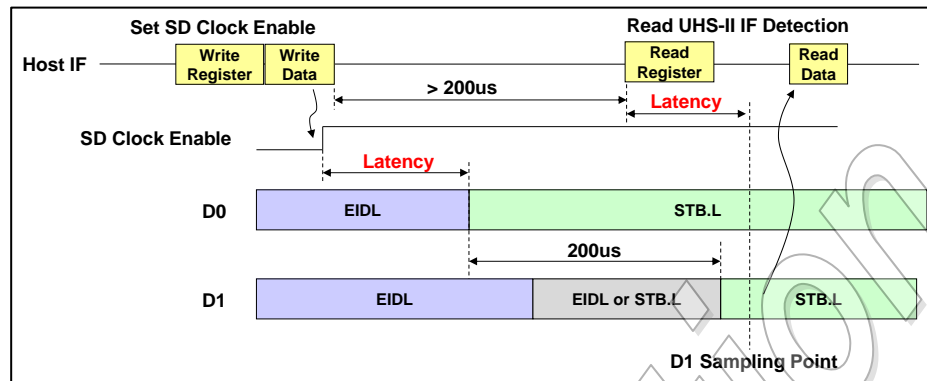 Set SD Clock Enable
Read UHS-II IF Detection
Host IF
Write
Register
Write
Data
Read
Register
Read
Data
> 200us
Latency
SD Clock Enable
Latency
D0
EIDL
STB.L
200us
D1
EIDL
EIDL or STB.L
STB.L
D1 Sampling Point
ion